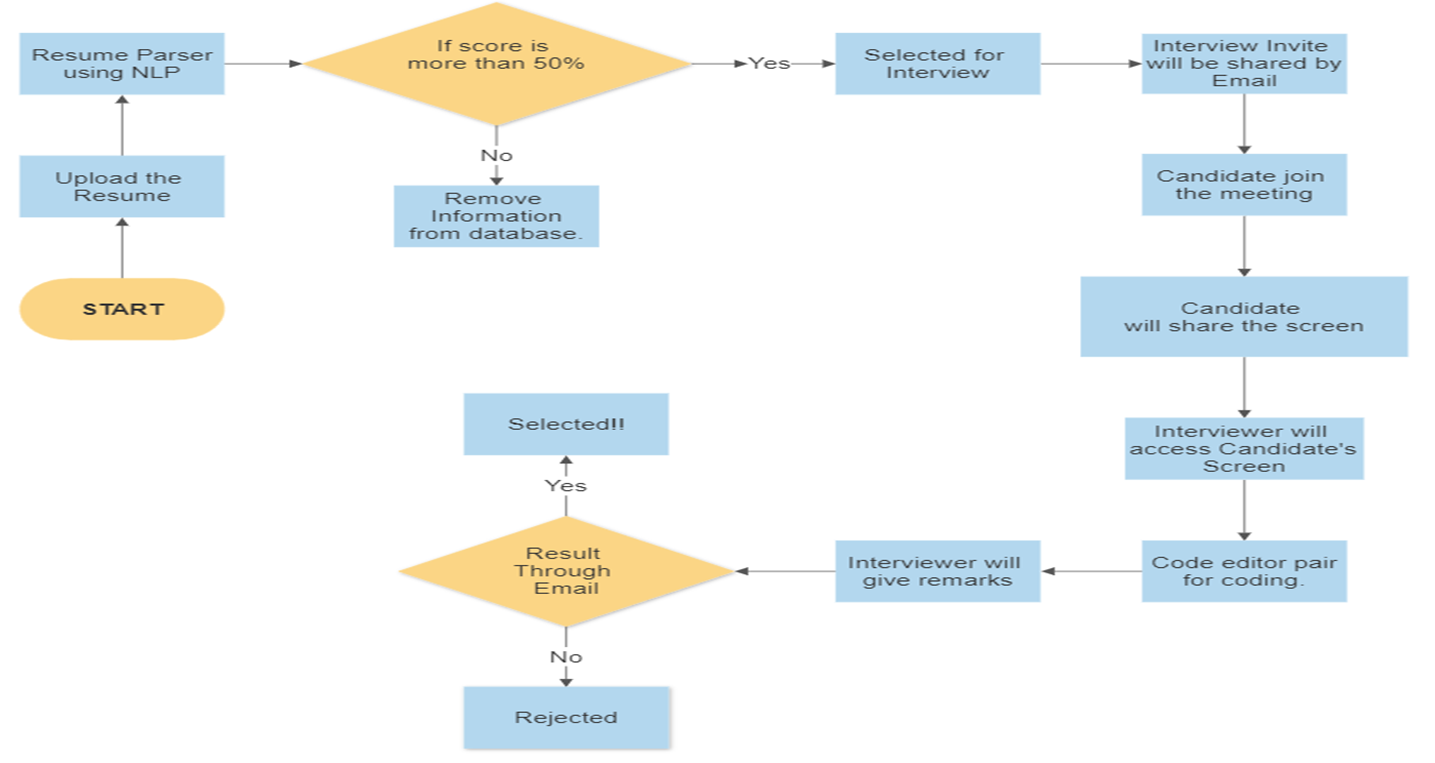 Resume Parser
using NLP
If score is
more than 50%
Yes
Selected for
Interview
Interview Invite
will be shared by
Email
No
Upload the
Resume
Remove
Information
from database.
Candidate join
the meeting
START
Candidate
will share the screen
Selected!!
Interviewer will
access Candidate's
Screen
Yes
Result
Through
Email
Interviewer will
give remarks
Code editor pair
for coding.
No
Rejected